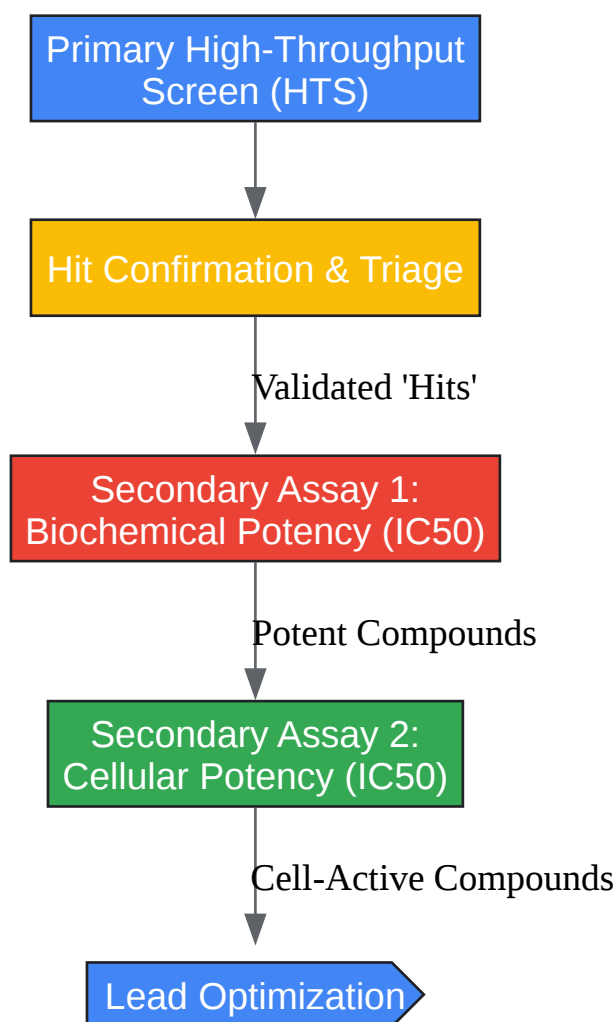 Primary High-Throughput
Screen (HTS)
Hit Confirmation & Triage
Validated 'Hits'
Secondary Assay 1:
Biochemical Potency (IC50)
Potent Compounds
Secondary Assay 2:
Cellular Potency (IC50)
Cell-Active Compounds
Lead Optimization